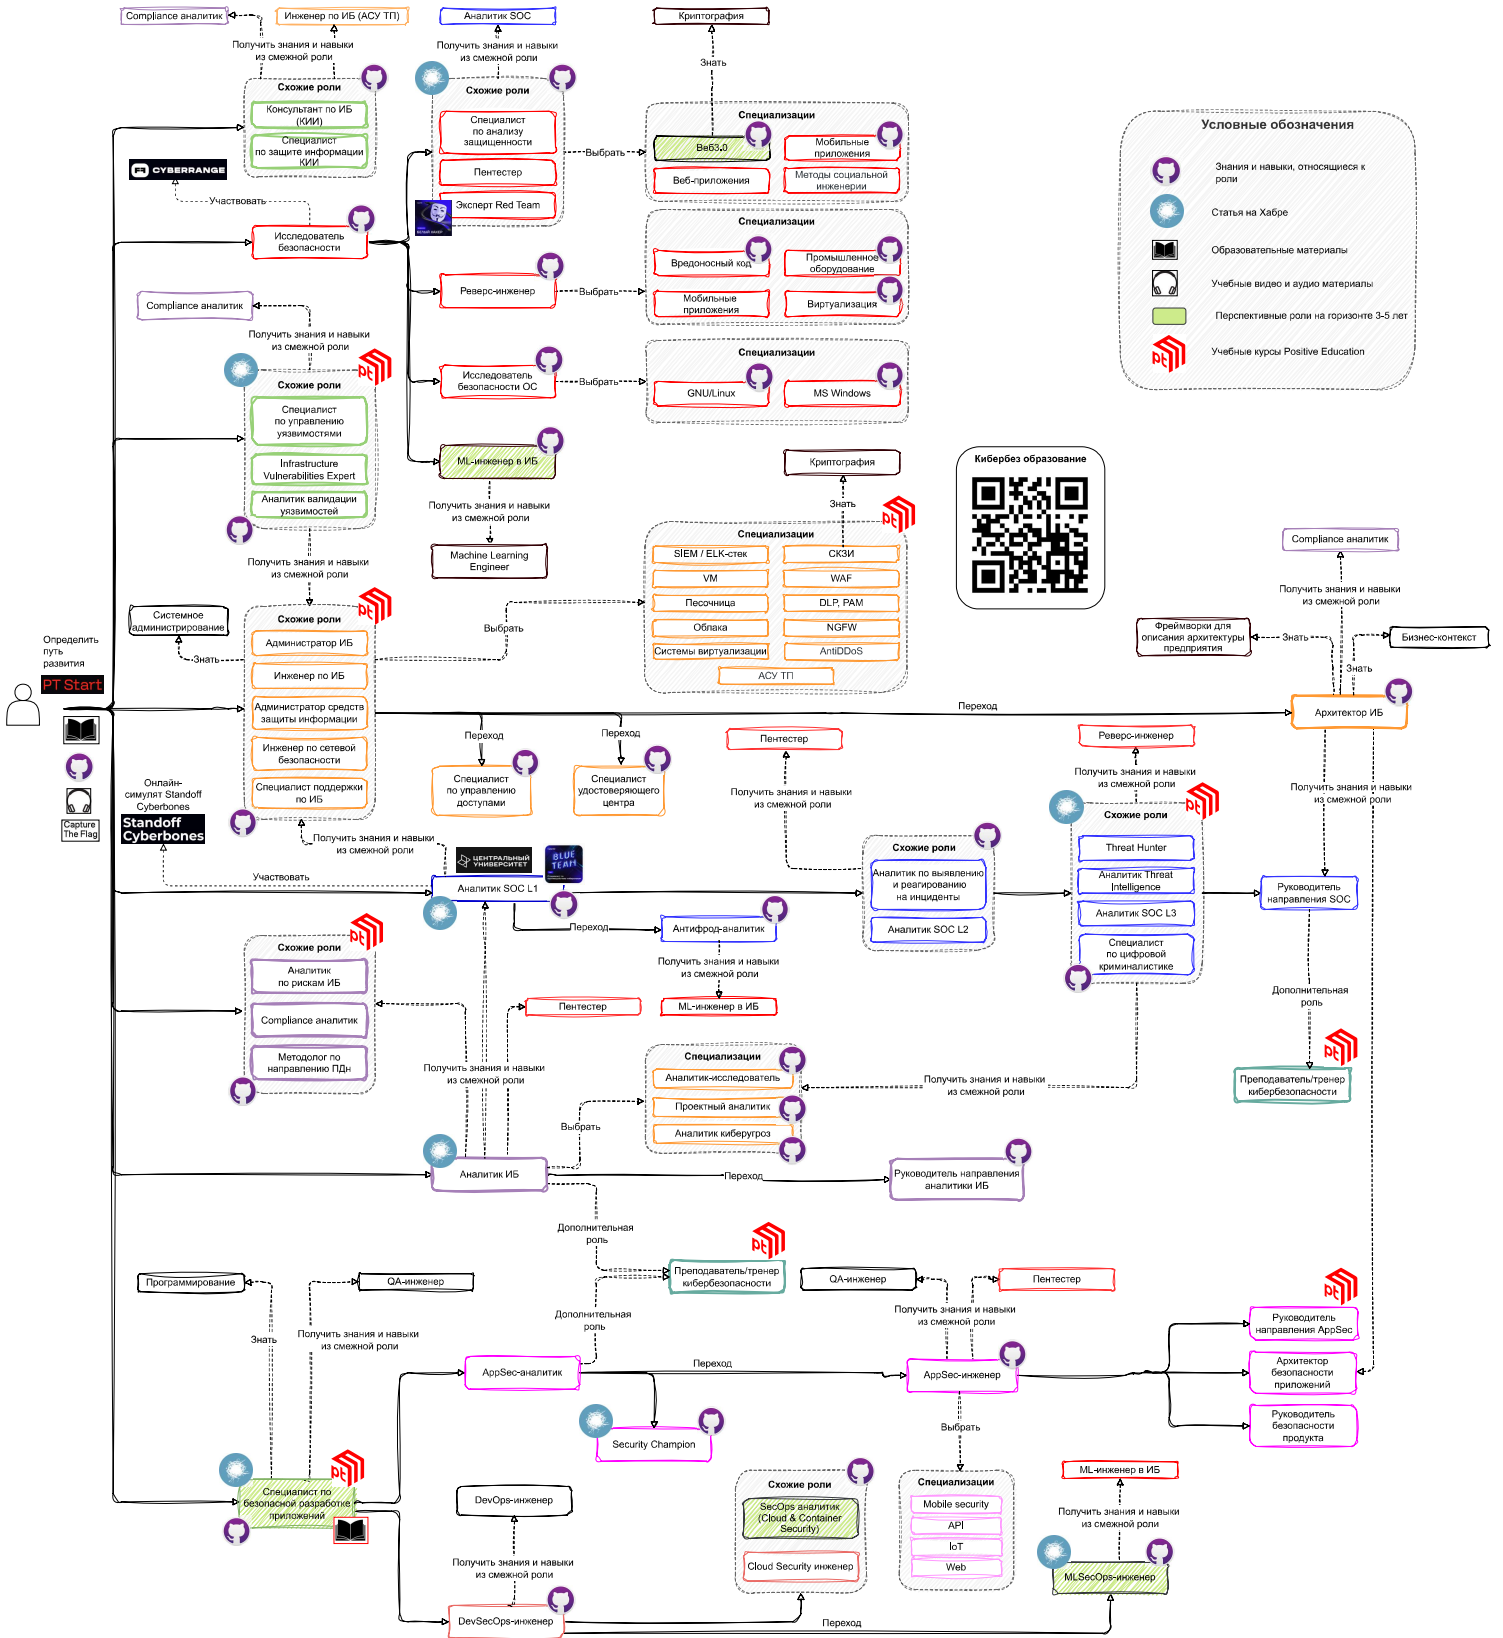 Compliance аналитик
Инженер по ИБ (АСУ ТП)
Аналитик SOC
Криптография
Получить знания и навыки
из смежной роли
Получить знания и навыки
из смежной роли
Знать
Схожие роли
Консультант по ИБ
(КИИ)
Специалист
по защите информации
КИИ
Схожие роли
Специалист
по анализу
защищенности
Пентестер
Эксперт Red Team
Выбрать
Специализации
Веб3.0
Мобильные
приложения
Веб-приложения
Методы социальной
инженерии
Условные обозначения
Знания и навыки, относящиеся к
роли
Статья на Хабре
Образовательные материалы
Учебные видео и аудио материалы
Перспективные роли на горизонте 3-5 лет
Учебные курсы Positive Education
CYBERRANGE
Участвовать
Исследователь
безопасности
Реверс-инженер
Выбрать
Специализации
Вредоносный код
Промышленное
оборудование
Мобильные
приложения
Виртуализация
Compliance аналитик
Получить знания и навыки
из смежной роли
Схожие роли
Специалист
по управлению
уязвимостями
Infrastructure
Vulnerabilities Expert
Аналитик валидации
уязвимостей
Исследователь
безопасности ОС
Выбрать
Специализации
GNU/Linux
MS Windows
ML-инженер в ИБ
Получить знания и навыки
из смежной роли
Machine Learning
Engineer
Криптография
Знать
Кибербез образование
Получить знания и навыки
из смежной роли
Специализации
SIEM / ELK-стек
СКЗИ
VM
WAF
Песочница
DLP, PAM
Облака
NGFW
Системы виртуализации
AntiDDoS
АСУ ТП
Compliance аналитик
Получить знания и навыки
из смежной роли
Фреймворки для
описания архитектуры
предприятия
Знать
Бизнес-контекст
Знать
Архитектор ИБ
Определить
путь
развития
PT Start
Capture
The Flag
Системное
администрирование
Знать
Схожие роли
Администратор ИБ
Инженер по ИБ
Администратор средств
защиты информации
Инженер по сетевой
безопасности
Специалист поддержки
по ИБ
Выбрать
Переход
Переход
Переход
Специалист
по управлению
доступами
Специалист
удостоверяющего
центра
Онлайн-
симулят Standoff
Cyberbones
Standoff
Cyberbones
Участвовать
Получить знания и навыки
из смежной роли
ЦЕНТРАЛЬНЫЙ
УНИВЕРСИТЕТ
BLUE
TEAM
Аналитик SOC L1
Переход
Антифрод-аналитик
Получить знания и навыки
из смежной роли
ML-инженер в ИБ
Пентестер
Получить знания и навыки
из смежной роли
Схожие роли
Аналитик по выявлению
и реагированию
на инциденты
Аналитик SOC L2
Реверс-инженер
Получить знания и навыки
из смежной роли
Схожие роли
Threat Hunter
Аналитик Threat
Intelligence
Аналитик SOC L3
Специалист
по цифровой
криминалистике
Получить знания и навыки
из смежной роли
Руководитель
направления SOC
Дополнительная
роль
Преподаватель/тренер
кибербезопасности
Схожие роли
Аналитик
по рискам ИБ
Compliance аналитик
Методолог по
направлению ПДн
Пентестер
Получить знания и навыки
из смежной роли
Специализации
Аналитик-исследователь
Проектный аналитик
Аналитик киберугроз
Получить знания и навыки
из смежной роли
Выбрать
Аналитик ИБ
Переход
Руководитель направления
аналитики ИБ
Дополнительная
роль
Преподаватель/тренер
кибербезопасности
Дополнительная
роль
Программирование
QA-инженер
Знать
Получить знания и навыки
из смежной роли
QA-инженер
Пентестер
Получить знания и навыки
из смежной роли
AppSec-аналитик
Переход
AppSec-инженер
Руководитель
направления AppSec
Архитектор
безопасности
приложений
Руководитель
безопасности
продукта
Security Champion
Выбрать
Специализации
Mobile security
API
IoT
Web
Специалист по
безопасной разработке
приложений
DevOps-инженер
Получить знания и навыки
из смежной роли
DevSecOps-инженер
Схожие роли
SecOps аналитик
(Cloud & Container
Security)
Cloud Security инженер
Переход
ML-инженер в ИБ
Получить знания и навыки
из смежной роли
MLSecOps-инженер